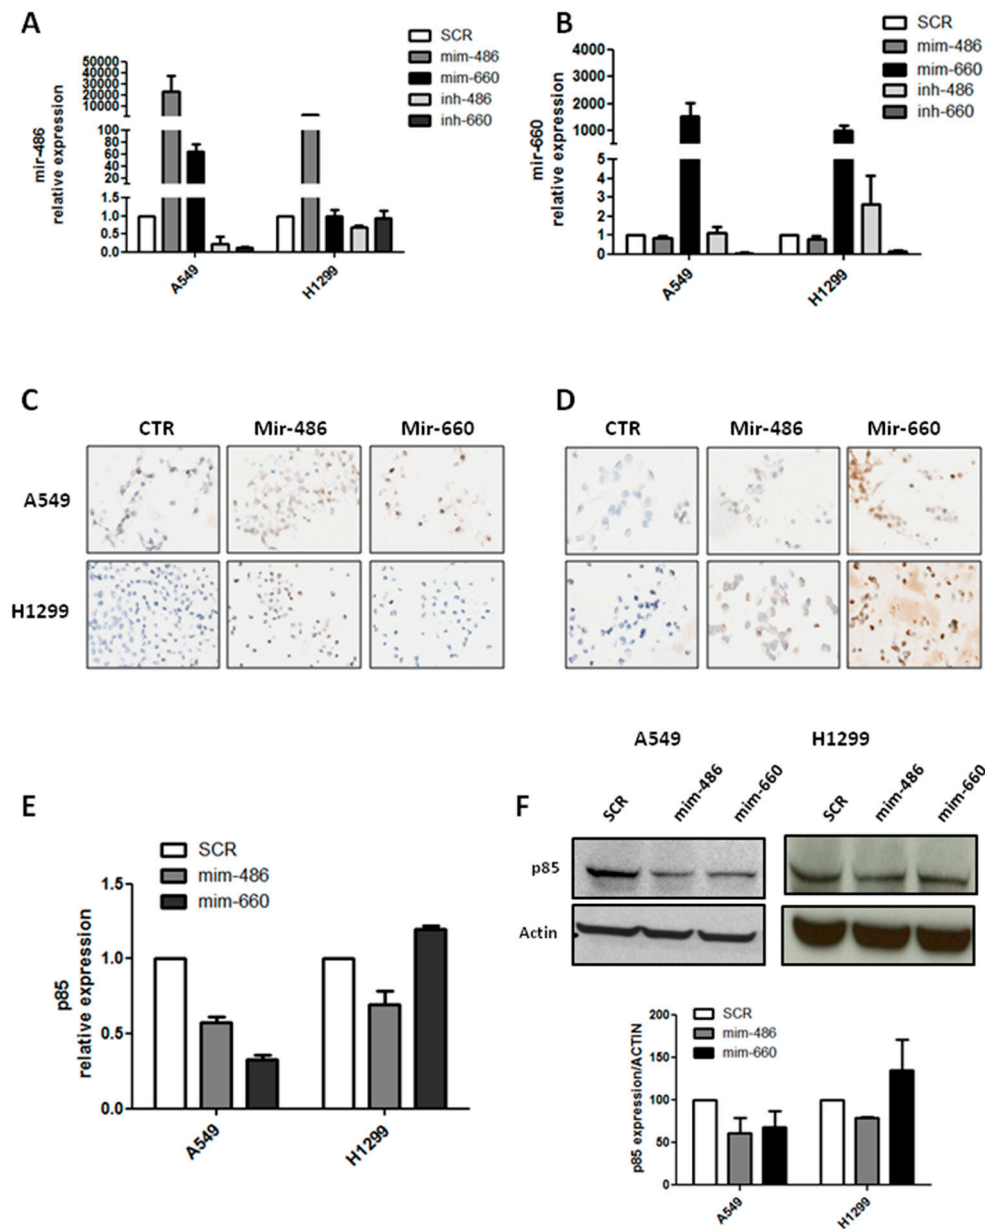 A
SCR
mim-486
mim-660
inh-486
inh-660
mir-486
relative expression
50000
40000
30000
20000
10000
100
80
60
40
20
1.5
1.0
0.5
0.0
A549
H1299
B
SCR
mim-486
mim-660
inh-486
inh-660
mir-660
relative expression
4000
3000
2000
1000
5
4
3
2
1
0
A549
H1299
C
CTR
Mir-486
Mir-660
A549
H1299
D
CTR
Mir-486
Mir-660
E
SCR
mim-486
mim-660
p85
relative expression
1.5
1.0
0.5
0.0
A549
H1299
F
A549
H1299
SCR
mim-486
mim-660
SCR
mim-486
mim-660
p85
Actin
SCR
mim-486
mim-660
p85 expression/ACTIN
200
150
100
50
0
A549
H1299